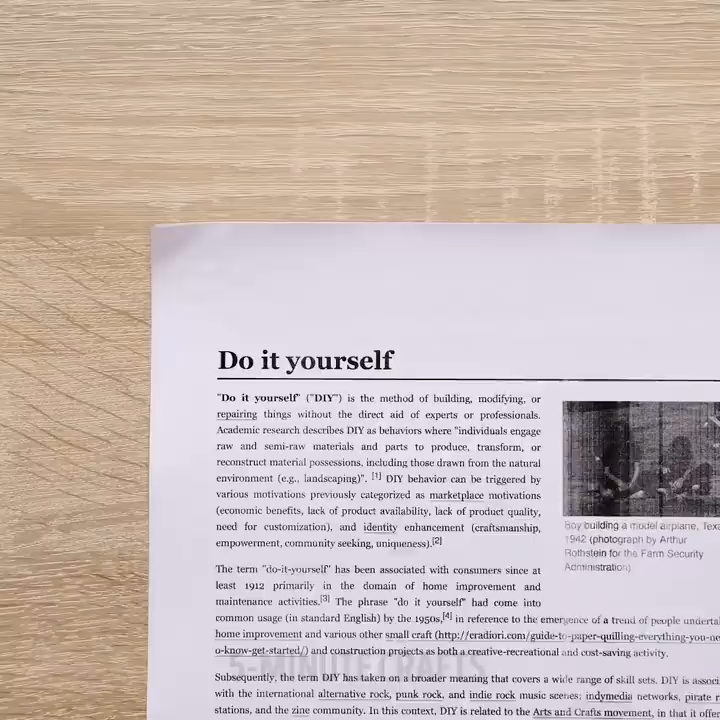 Do it yourself
"Do it yourself" ("DIY") is the method of building, modifying, or
repairing things without the direct aid of experts or professionals.
Academic research describes DIY as behaviors where "individuals engage
raw and semi-raw materials and parts to produce, transform, or
reconstruct material possessions, including those drawn from the natural
environment (e.g., landscaping)". [1] DIY behavior can be triggered by
various motivations previously categorized as marketplace motivations
(economic benefits, lack of product availability, lack of product quality,
need for customization), and identity enhancement (craftsmanship,
empowerment, community seeking, uniqueness).[2]
Boy building a model airplane, Texa
1942 (photograph by Arthur
Rothstein for the Farm Security
Administration)
The term "do-it-yourself" has been associated with consumers since at
least 1912 primarily in the domain of home improvement and
maintenance activities.[3] The phrase "do it yourself" had come into
common usage (in standard English) by the 1950s,[4] in reference to the emergence of a trend of people underta
home improvement and various other small craft (http://eradiori.com/guide-to-paper-quilling-everything-you-ne
o-know-get-started/) and construction projects as both a creative-recreational and cost-saving activity.
5-MINUTE CRAFTS
Subsequently, the term DIY has taken on a broader meaning that covers a wide range of skill sets. DIY is associ
with the international alternative rock, punk rock, and indie rock music scenes; indymedia networks, pirate r
stations, and the zine community. In this context, DIY is related to the Arts and Crafts movement, in that it offer